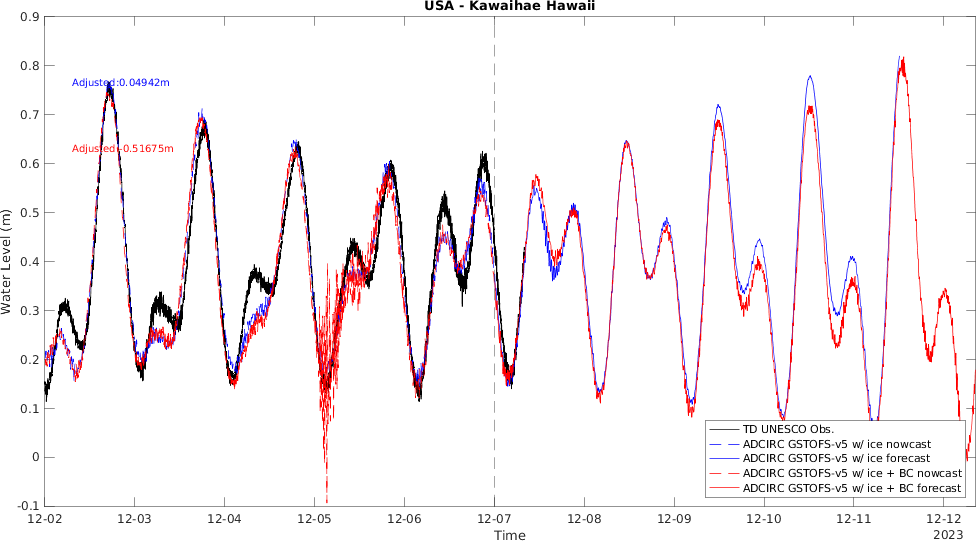 USA - Kawaihae Hawaii
0.9
0.8
0.7
0.6
0.5
0.4
0.3
0.2
0.1
0
-0.1
Water Level (m)
Adjusted:0.04942m
Adjusted:-0.51675m
TD UNESCO Obs.
ADCIRC GSTOFS-v5 w/ ice nowcast
ADCIRC GSTOFS-v5 w/ ice forecast
ADCIRC GSTOFS-v5 w/ ice + BC nowcast
ADCIRC GSTOFS-v5 w/ ice + BC forecast
12-02 12-03 12-04 12-05 12-06 12-07 12-08 12-09 12-10 12-11 12-12
Time 2023